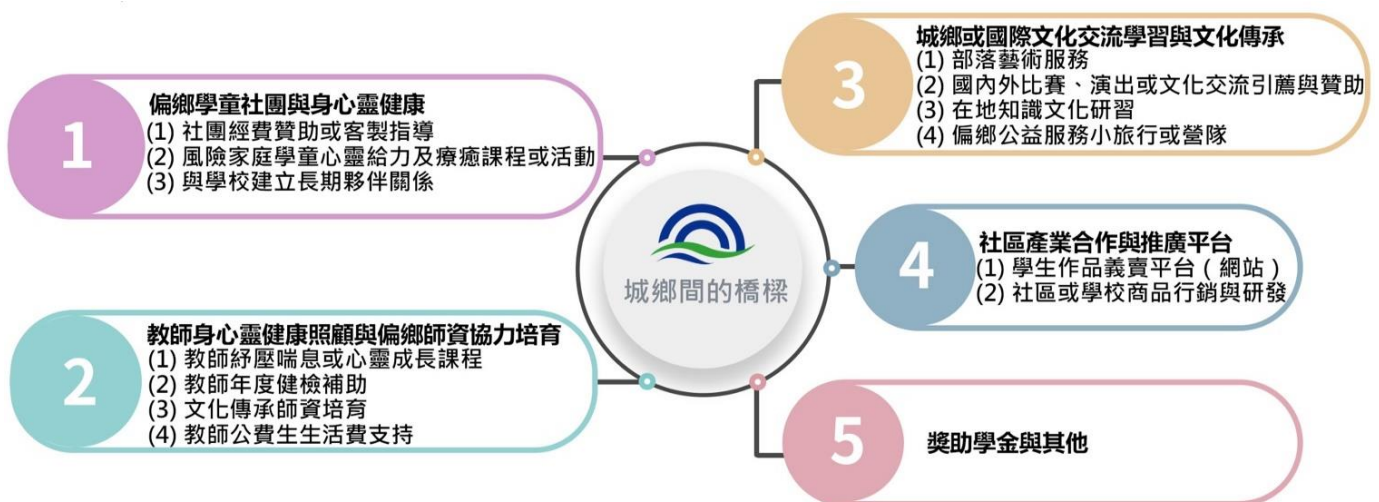 1
偏鄉學童社團與身心靈健康
(1) 社團經費贊助或客製指導
(2) 風險家庭學童心靈給力及療癒課程或活動
(3) 與學校建立長期夥伴關係
2
教師身心靈健康照顧與偏鄉師資協力培育
(1) 教師紓壓喘息或心靈成長課程
(2) 教師年度健檢補助
(3) 文化傳承師資培育
(4) 教師公費生生活費支持
城鄉間的橋樑
3
城鄉或國際文化交流學習與文化傳承
(1) 部落藝術服務
(2) 國內外比賽、演出或文化交流引薦與贊助
(3) 在地知識文化研習
(4) 偏鄉公益服務小旅行或營隊
4
社區產業合作與推廣平台
(1) 學生作品義賣平台（網站）
(2) 社區或學校商品行銷與研發
5
獎助學金與其他